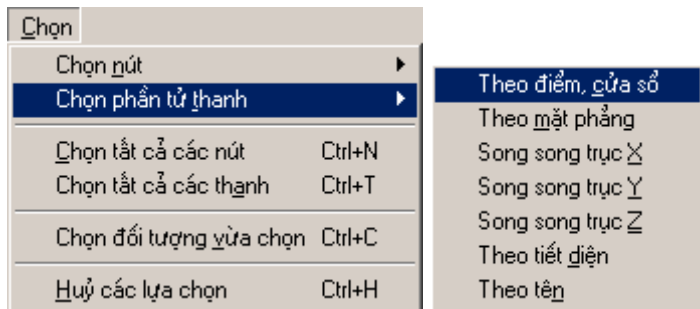 Chọn
Chọn nút
Chọn phần tử thanh
Chọn tất cả các nút Ctrl+N
Chọn tất cả các thanh Ctrl+T
Chọn đối tượng vừa chọn Ctrl+C
Huỷ các lựa chọn Ctrl+H
Theo điểm, cửa sổ
Theo mặt phẳng
Song song trục X
Song song trục Y
Song song trục Z
Theo tiết diện
Theo tên